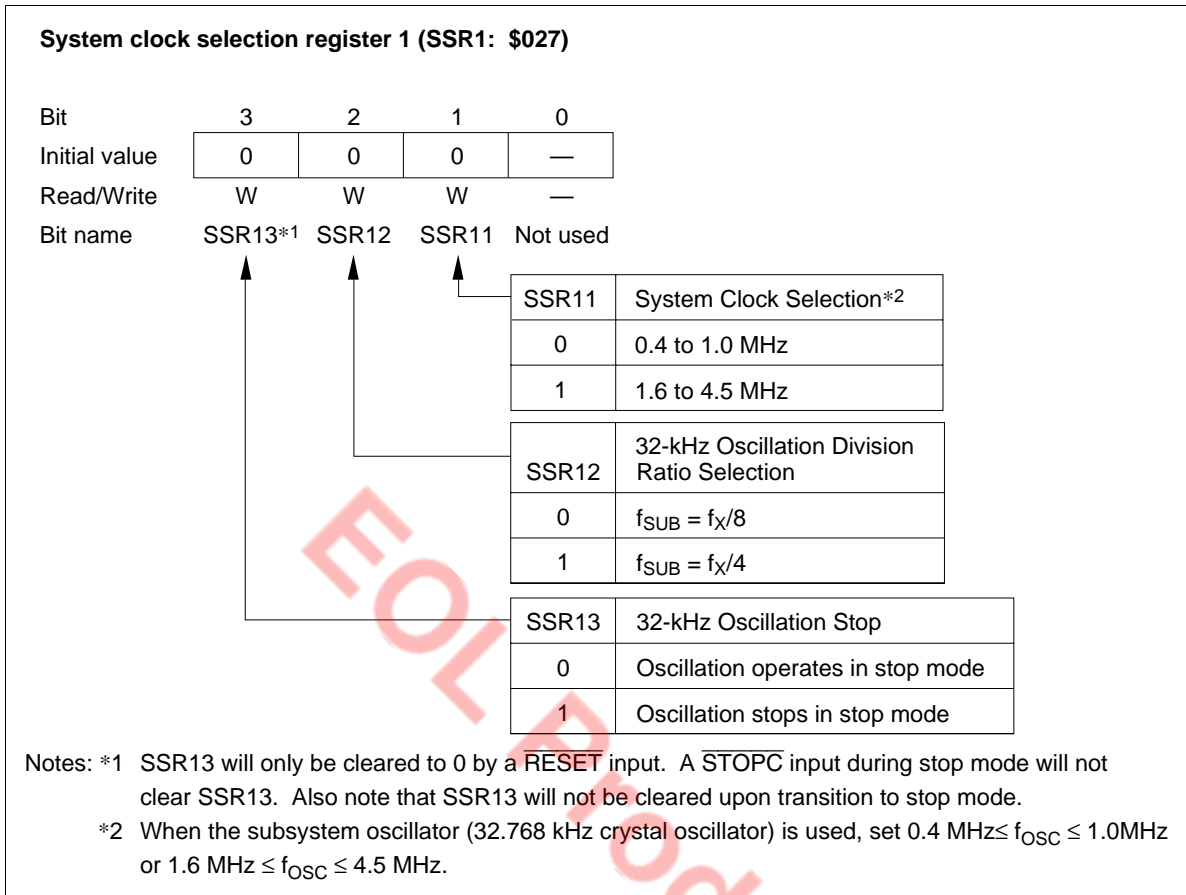 System clock selection register 1 (SSR1: $027)
Bit 3 2 1 0
Initial value 0 0 0 —
Read/Write W W W —
Bit name SSR13*1 SSR12 SSR11 Not used
SSR11 System Clock Selection*2
0 0.4 to 1.0 MHz
1 1.6 to 4.5 MHz
32-kHz Oscillation Division
SSR12 Ratio Selection
0 fSUB = fX/8
1 fSUB = fX/4
SSR13 32-kHz Oscillation Stop
0 Oscillation operates in stop mode
1 Oscillation stops in stop mode
Notes: *1 SSR13 will only be cleared to 0 by a RESET input. A STOPC input during stop mode will not
clear SSR13. Also note that SSR13 will not be cleared upon transition to stop mode.
*2 When the subsystem oscillator (32.768 kHz crystal oscillator) is used, set 0.4 MHz≤ fOSC ≤ 1.0MHz
or 1.6 MHz ≤ fOSC ≤ 4.5 MHz.
EOL Prod